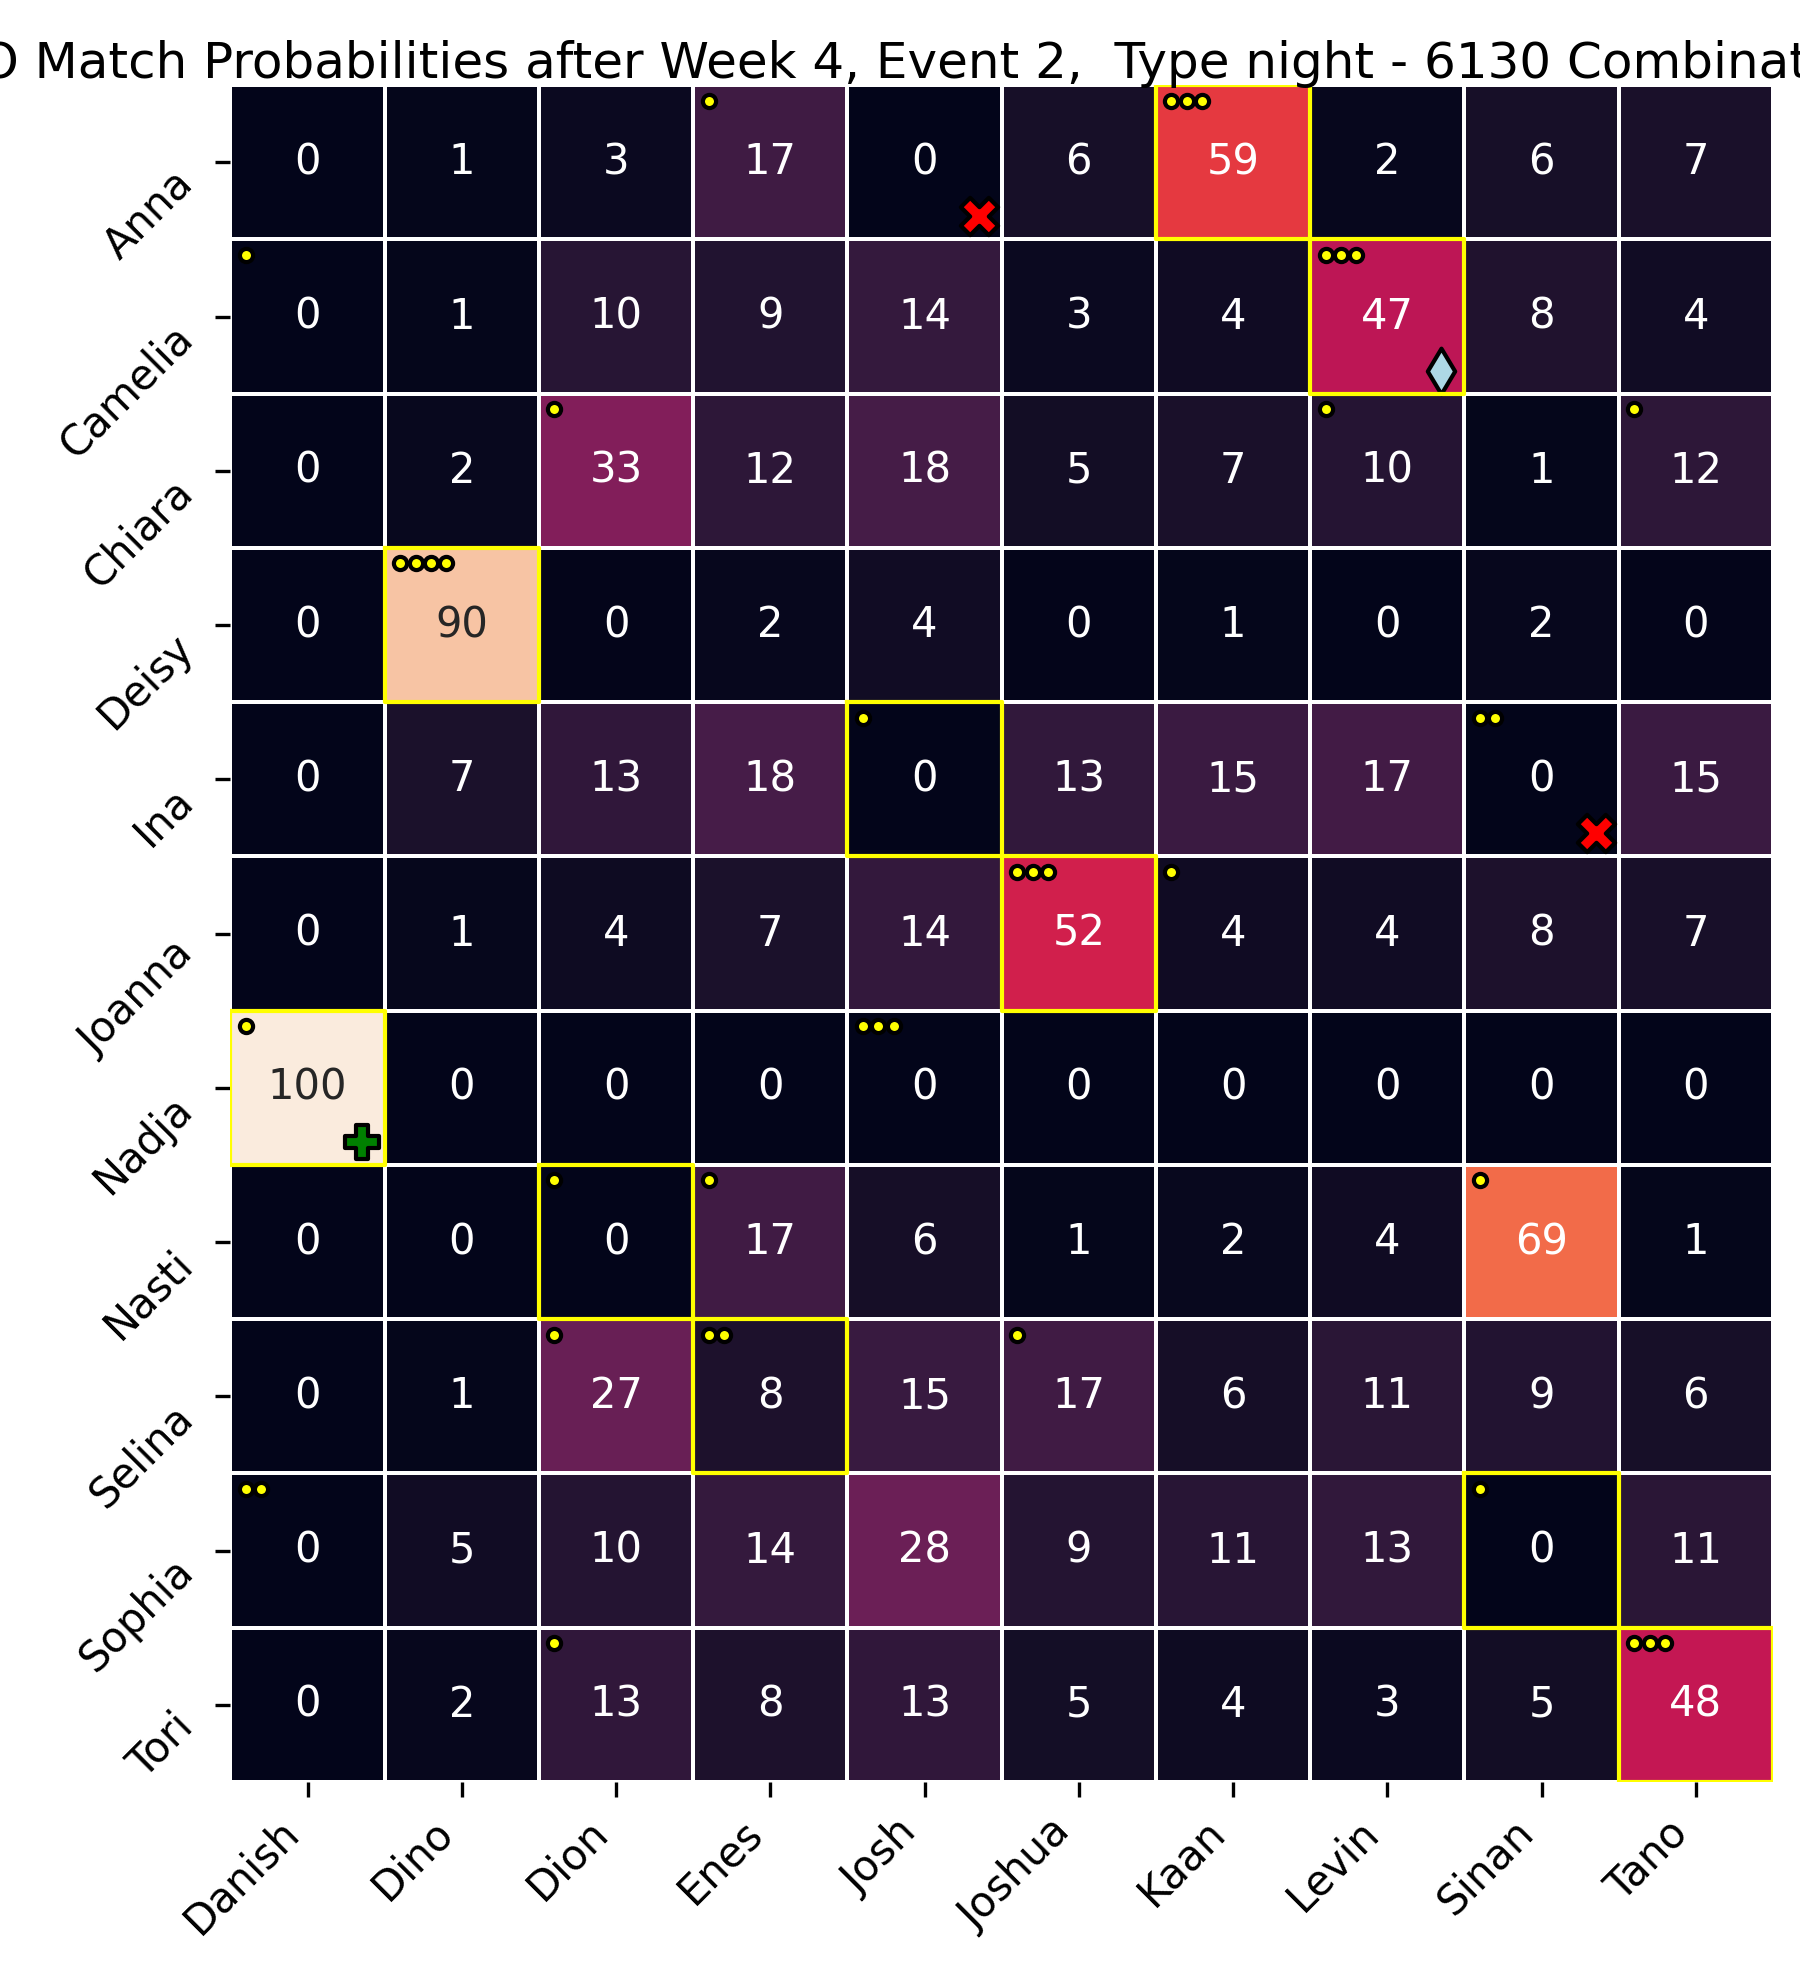 Match Probabilities after Week 4, Event 2, Type night - 6130
Anna 0 1 3 17 0 6 59 2 6 7
Camelia 0 1 10 9 14 3 4 47 8 4
Chiara 0 2 33 12 18 5 7 10 1 12
Deisy 0 90 0 2 4 0 1 0 2 0
Ina 0 7 13 18 0 13 15 17 0 15
Joanna 0 1 4 7 14 52 4 4 8 7
Nadja 100 0 0 0 0 0 0 0 0 0
Nasti 0 0 0 17 6 1 2 4 69 1
Selina 0 1 27 8 15 17 6 11 9 6
Sophia 0 5 10 14 28 9 11 13 0 11
Tori 0 2 13 8 13 5 4 3 5 48
Danish Dino Dion Enes Josh Joshua Kaan Levin Sinan Tano